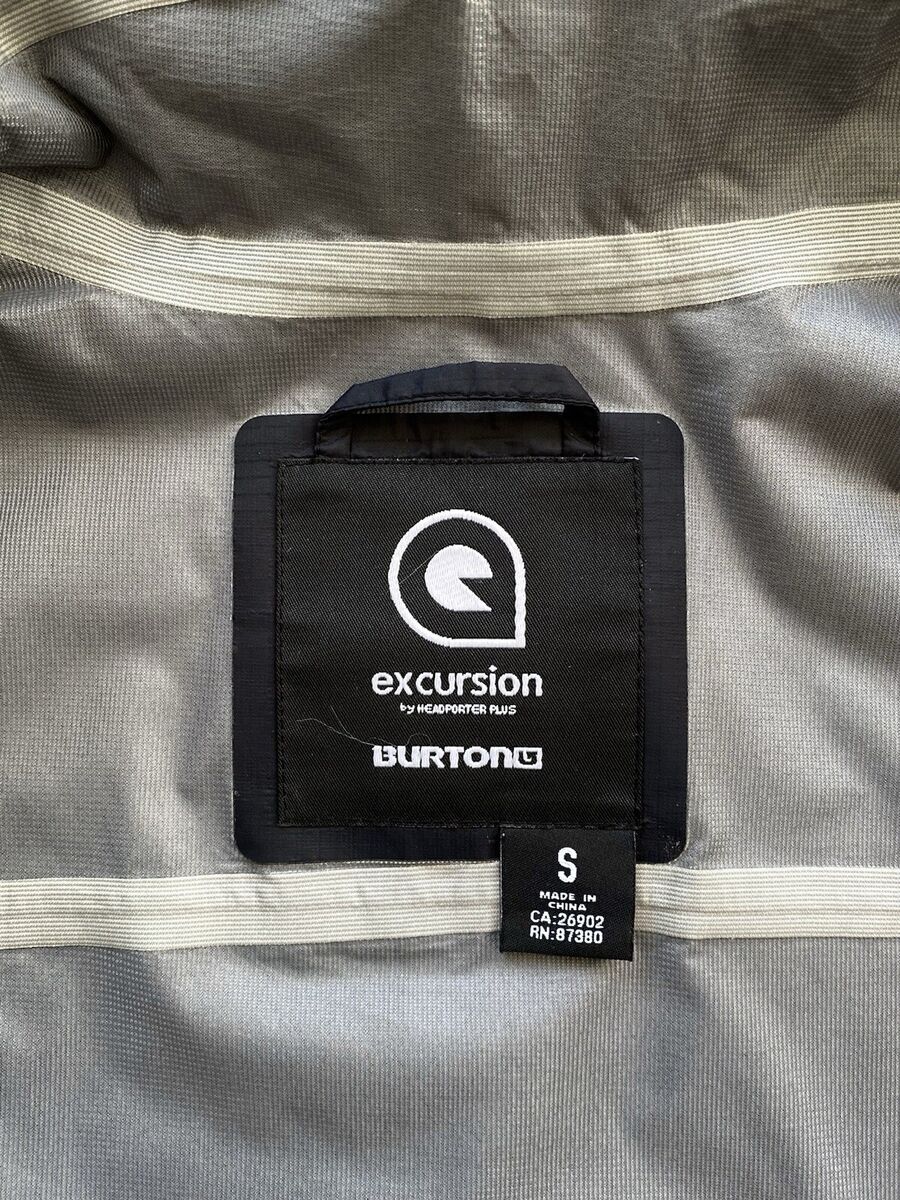 excursion
by HEADPORTER PLUS
BURTON
S
MADE IN
CHINA
CA:26902
RN:87380